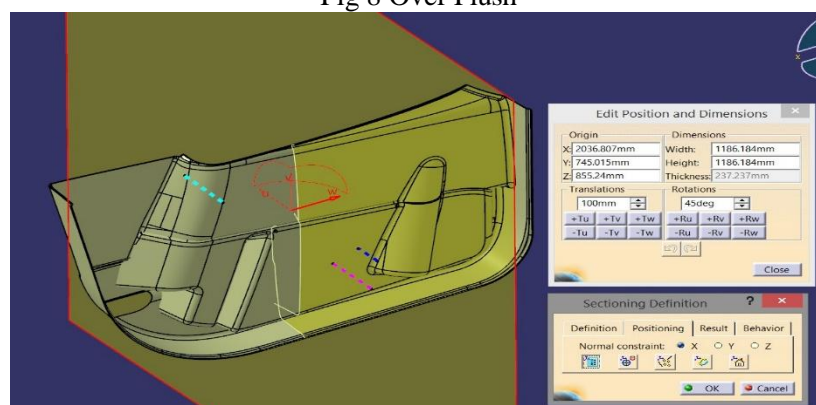 Fig 8 Over Flush
x
V
U
W
Edit Position and Dimensions
Origin Dimensions
X: 2036.807mm Width: 1186.184mm
Y: 745.015mm Height: 1186.184mm
Z: 855.24mm Thickness: 237.237mm
Translations Rotations
100mm 45deg
+Tu +Tv +Tw +Ru +Rv +Rw
-Tu -Tv -Tw -Ru -Rv -Rw
Close
Sectioning Definition ?
Definition Positioning Result Behavior
Normal constraint: X Y Z
OK Cancel